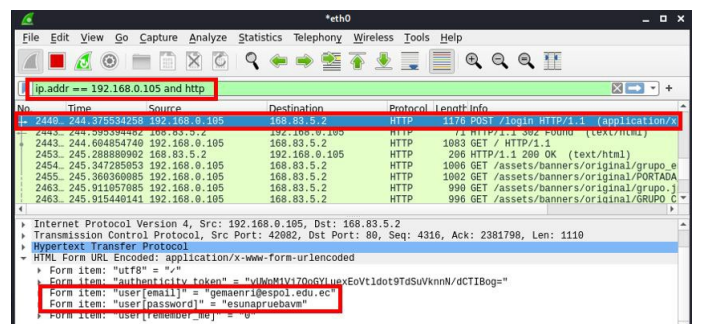 *eth0
File Edit View Go Capture Analyze Statistics Telephony Wireless Tools Help
ip.addr == 192.168.0.105 and http
No. Time Source Destination Protocol Length Info
2440… 244.375534258 192.168.0.105 168.83.5.2 HTTP 1176 POST /login HTTP/1.1 (application/x
2443… 244.595394482 168.83.5.2 192.168.0.105 HTTP 71 HTTP/1.1 302 Found (text/html)
2443… 244.604854740 192.168.0.105 168.83.5.2 HTTP 1083 GET / HTTP/1.1
2453… 245.288880902 168.83.5.2 192.168.0.105 HTTP 206 HTTP/1.1 200 OK (text/html)
2454… 245.347285053 192.168.0.105 168.83.5.2 HTTP 1006 GET /assets/banners/original/grupo_e
2455… 245.360360085 192.168.0.105 168.83.5.2 HTTP 1002 GET /assets/banners/original/PORTADA
2463… 245.911057085 192.168.0.105 168.83.5.2 HTTP 990 GET /assets/banners/original/grupo.j
2463… 245.915440141 192.168.0.105 168.83.5.2 HTTP 996 GET /assets/banners/original/GRUPO C
Internet Protocol Version 4, Src: 192.168.0.105, Dst: 168.83.5.2
Transmission Control Protocol, Src Port: 42082, Dst Port: 80, Seq: 4316, Ack: 2381798, Len: 1110
Hypertext Transfer Protocol
HTML Form URL Encoded: application/x-www-form-urlencoded
Form item: "utf8" = "✓"
Form item: "authenticity_token" =
Form item: "user[email]" = "gemaenri@espol.edu.ec"
Form item: "user[password]" = "esunapruebavm"
Form item: "user[remember_me]" = "0"